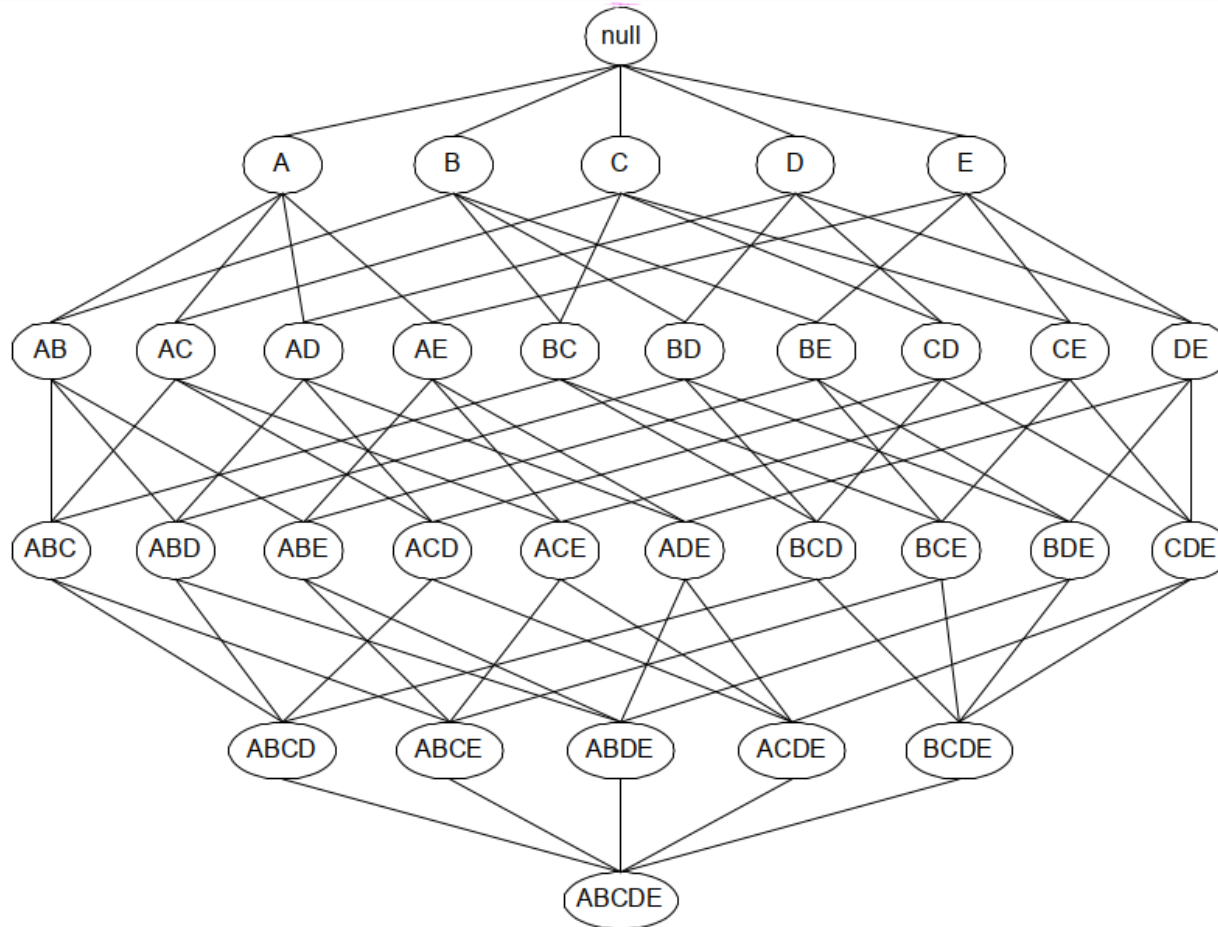 null
A B C D E
AB AC AD AE BC BD BE CD CE DE
ABC ABD ABE ACD ACE ADE BCD BCE BDE CDE
ABCD ABCE ABDE ACDE BCDE
ABCDE